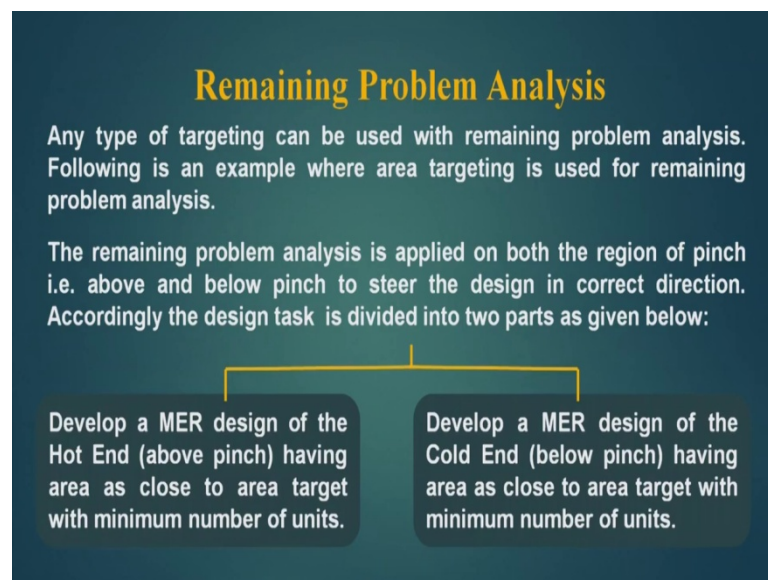 Remaining Problem Analysis
Any type of targeting can be used with remaining problem analysis.
Following is an example where area targeting is used for remaining
problem analysis.
The remaining problem analysis is applied on both the region of pinch
i.e. above and below pinch to steer the design in correct direction.
Accordingly the design task is divided into two parts as given below:
Develop a MER design of the
Hot End (above pinch) having
area as close to area target
with minimum number of units.
Develop a MER design of the
Cold End (below pinch) having
area as close to area target with
minimum number of units.